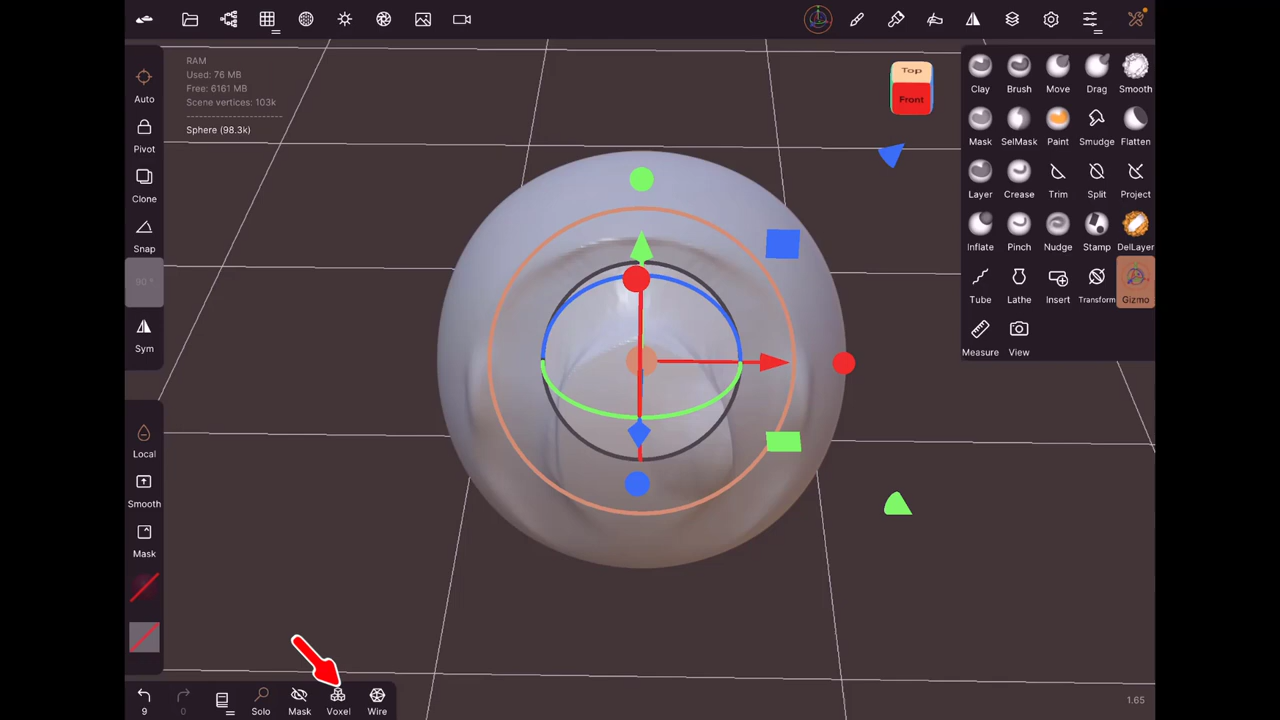 RAM
Used: 76 MB
Free: 6161 MB
Scene vertices: 103k
Sphere (98.3k)
Auto
Pivot
Clone
Snap
90 °
Sym
Local
Smooth
Mask
9
0
Solo
Mask
Voxel
Wire
Top
Front
Clay
Brush
Move
Drag
Smooth
Mask
SelMask
Paint
Smudge
Flatten
Layer
Crease
Trim
Split
Project
Inflate
Pinch
Nudge
Stamp
DelLayer
Tube
Lathe
Insert
Transform
Gizmo
Measure
View
1.65